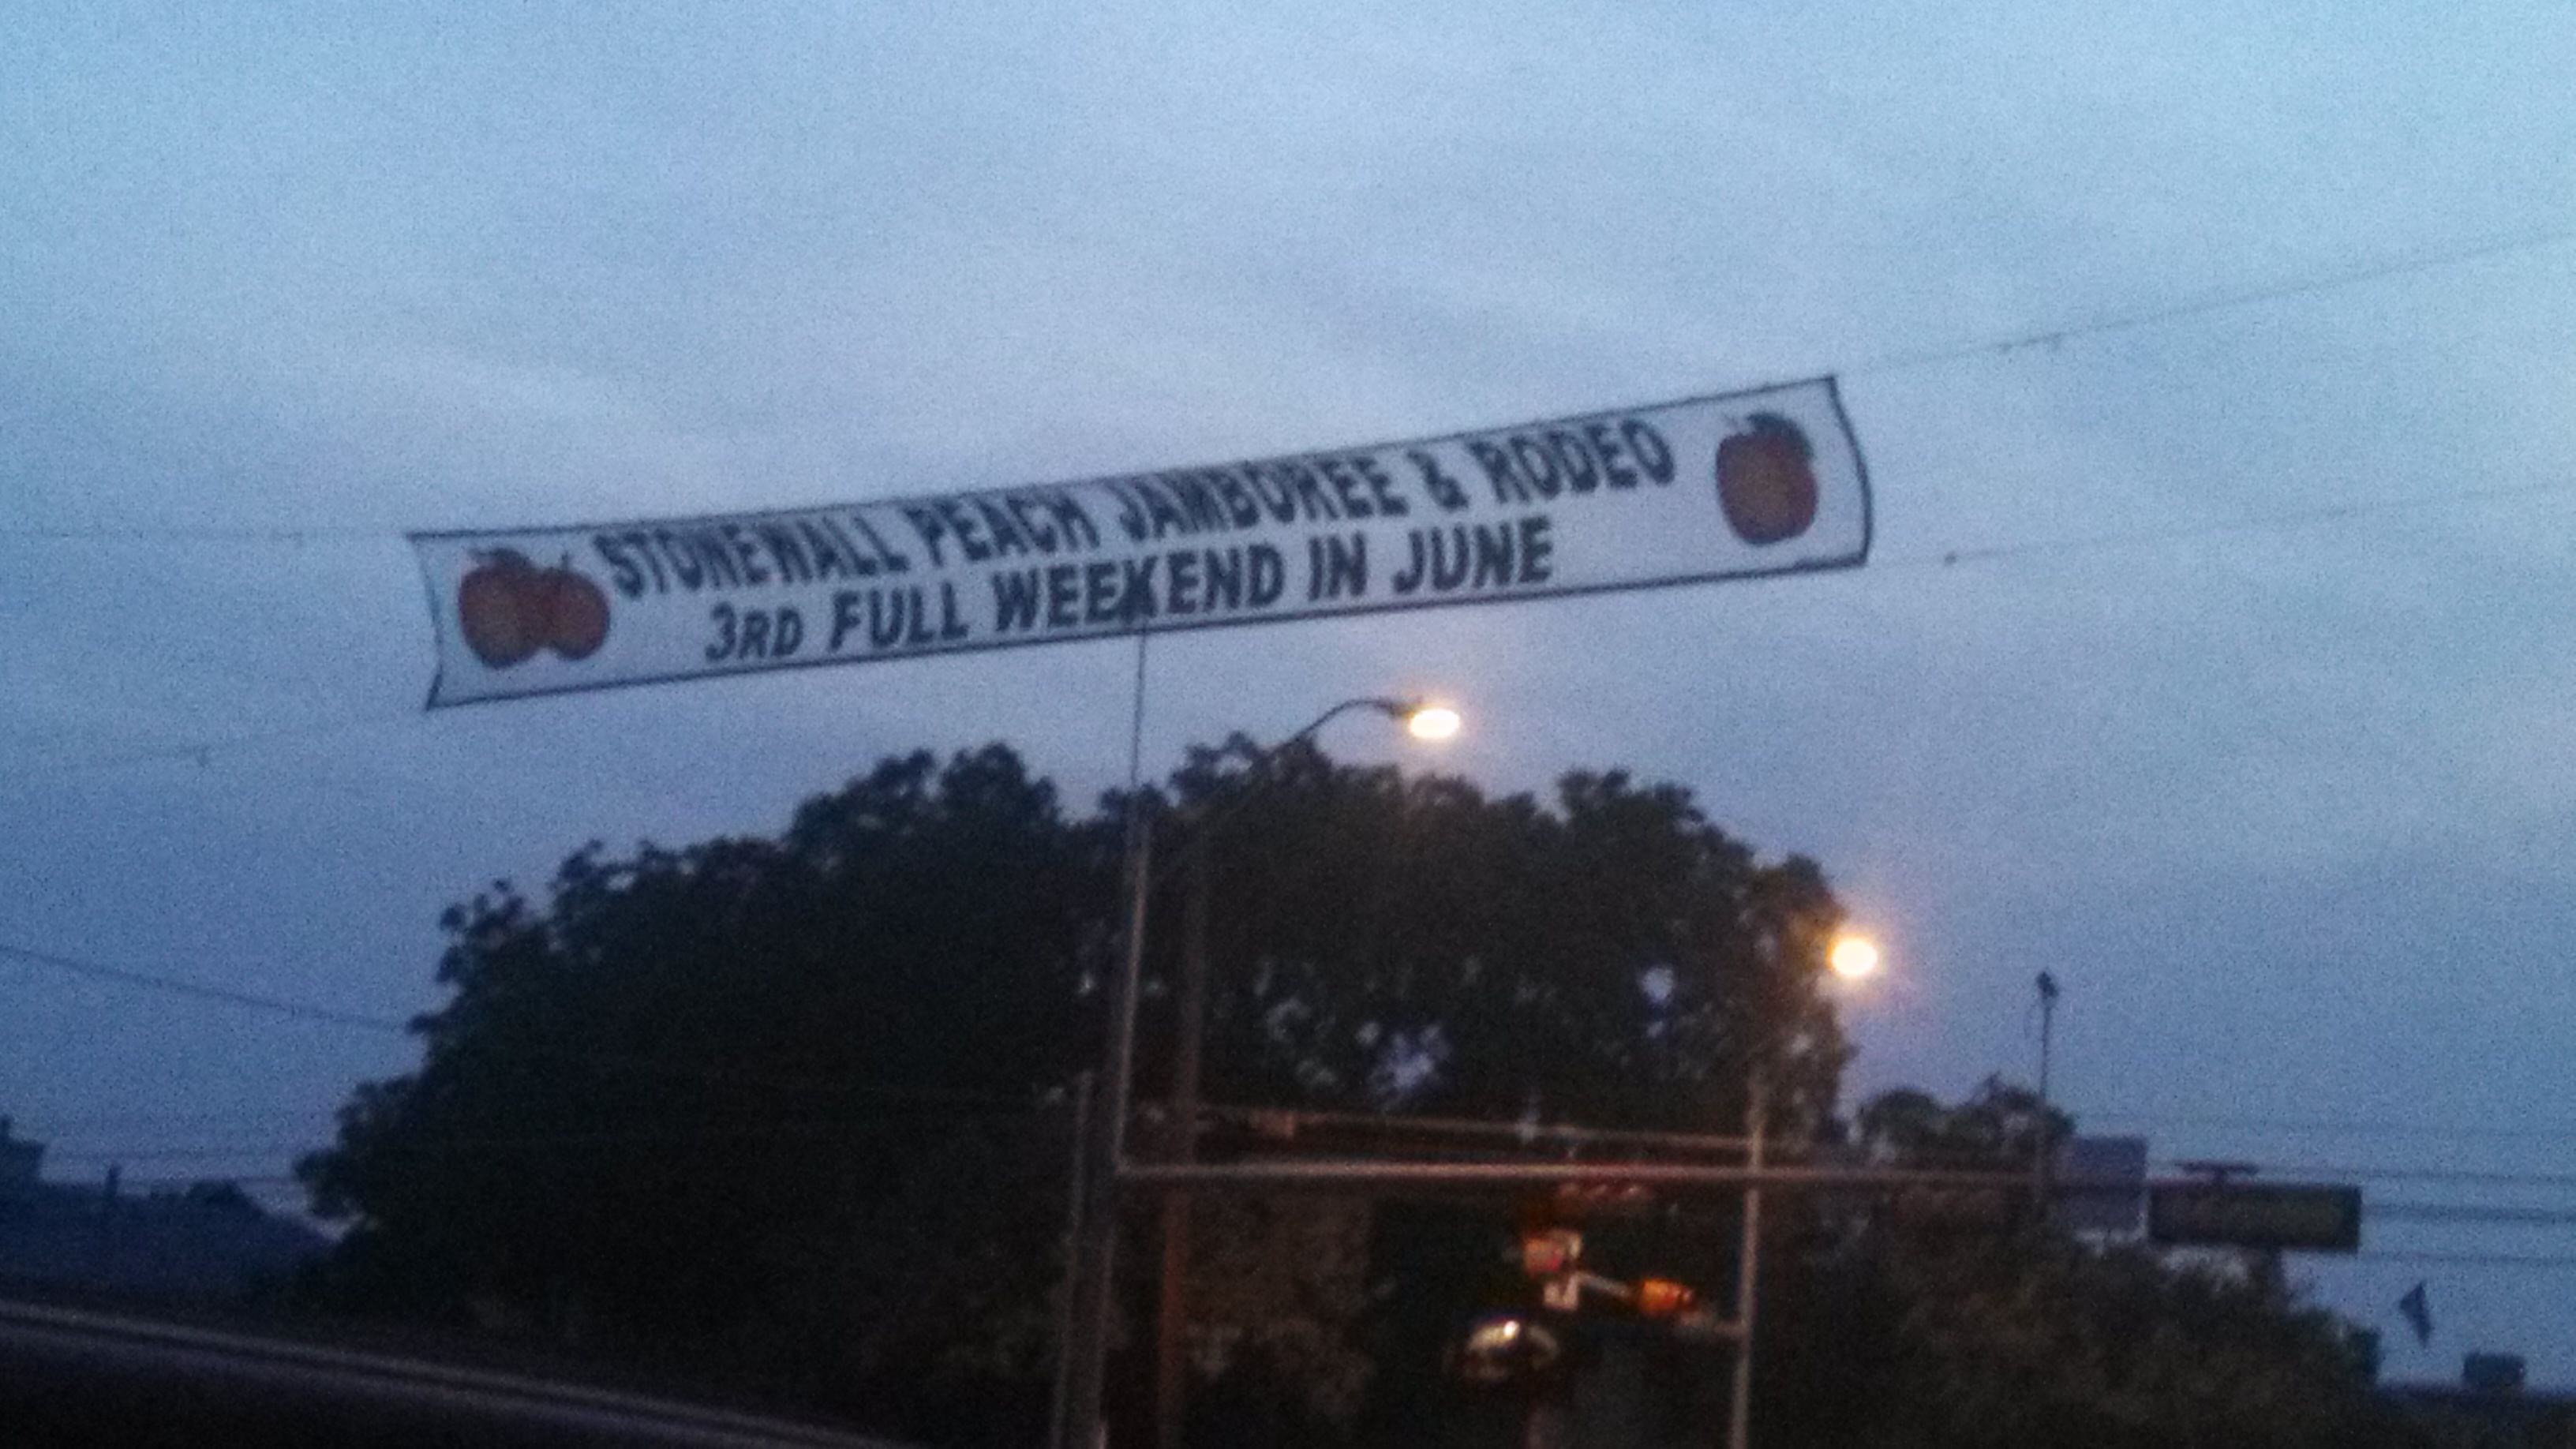 STONEWALL PEACH JAMBOREE & RODEO
3RD FULL WEEKEND IN JUNE